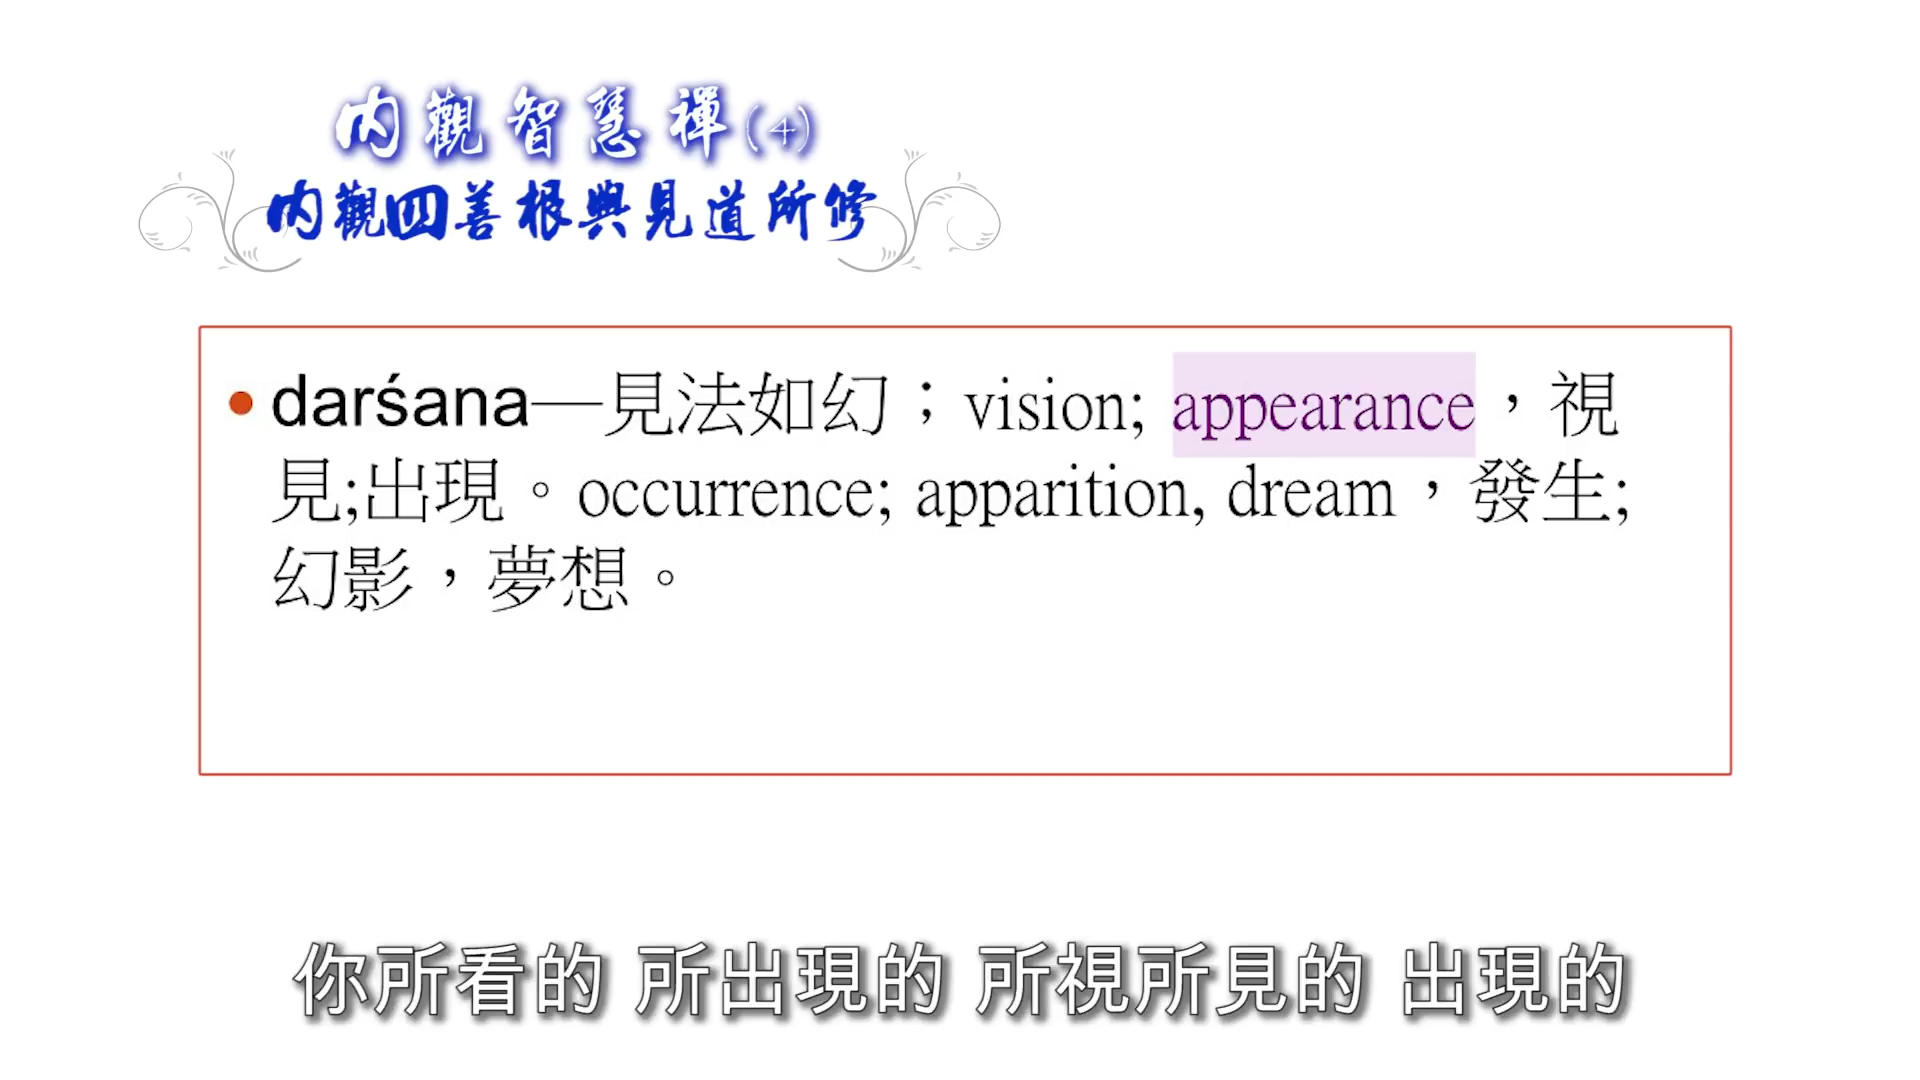 內觀智慧禪(4)
內觀四善根與見道所修
• darśana—見法如幻；vision; appearance，視
見;出現。occurrence; apparition, dream，發生;
幻影，夢想。
你所看的 所出現的 所視所見的 出現的